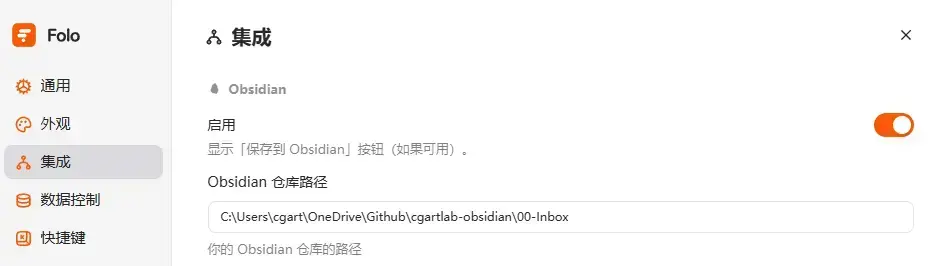 Folo
通用
外观
集成
数据控制
快捷键
集成
Obsidian
启用
显示「保存到 Obsidian」按钮（如果可用）。
Obsidian 仓库路径
C:\Users\cgart\OneDrive\Github\cgartlab-obsidian\00-Inbox
你的 Obsidian 仓库的路径